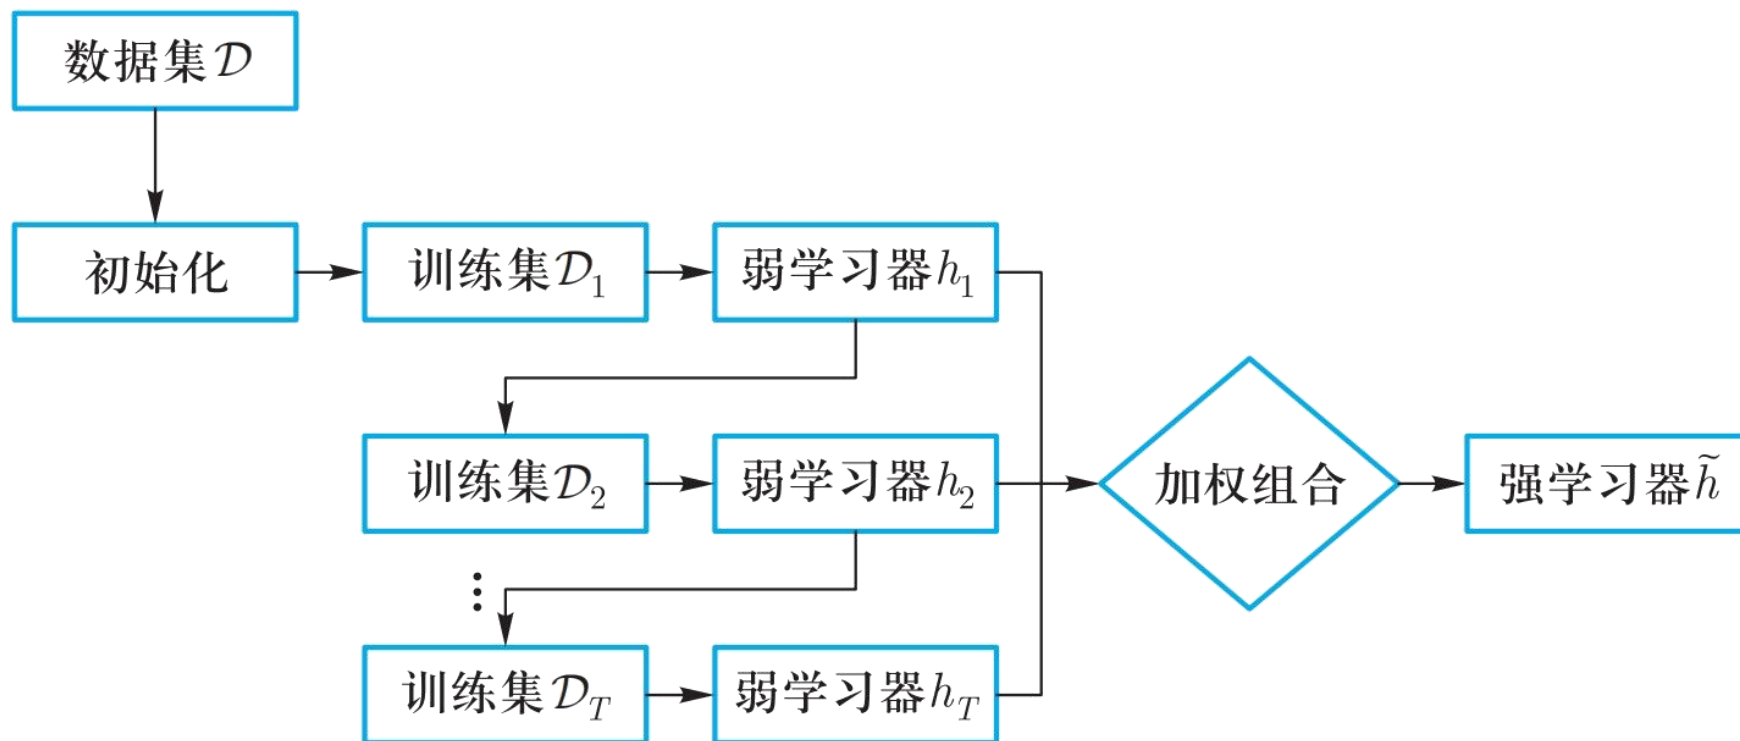 数据集𝒟
初始化
训练集𝒟₁
弱学习器h₁
训练集𝒟₂
弱学习器h₂
加权组合
强学习器h̃
⋮
训练集𝒟_T
弱学习器h_T